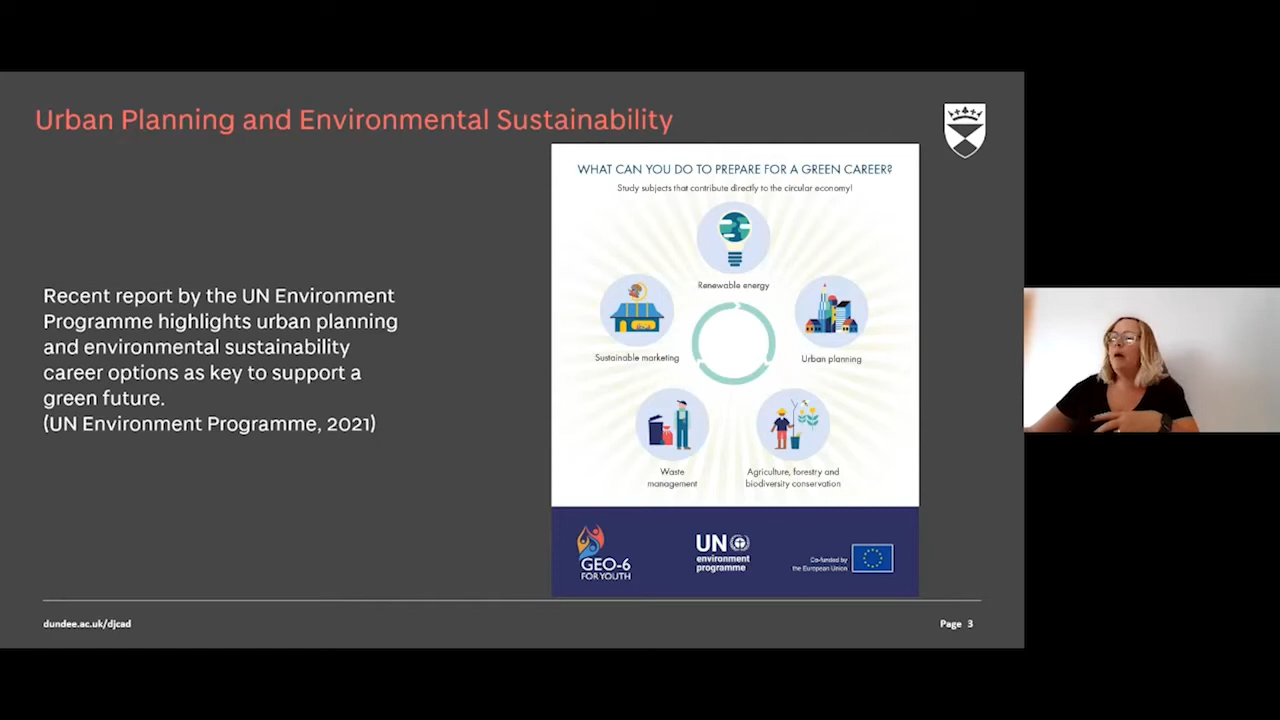 Urban Planning and Environmental Sustainability
Recent report by the UN Environment
Programme highlights urban planning
and environmental sustainability
career options as key to support a
green future.
(UN Environment Programme, 2021)
WHAT CAN YOU DO TO PREPARE FOR A GREEN CAREER?
Study subjects that contribute directly to the circular economy!
Renewable energy
Sustainable marketing
Urban planning
Waste
management
Agriculture, forestry and
biodiversity conservation
GEO-6
FOR YOUTH
UN
environment
programme
Co-funded by
the European Union
dundee.ac.uk/djcad
Page 3